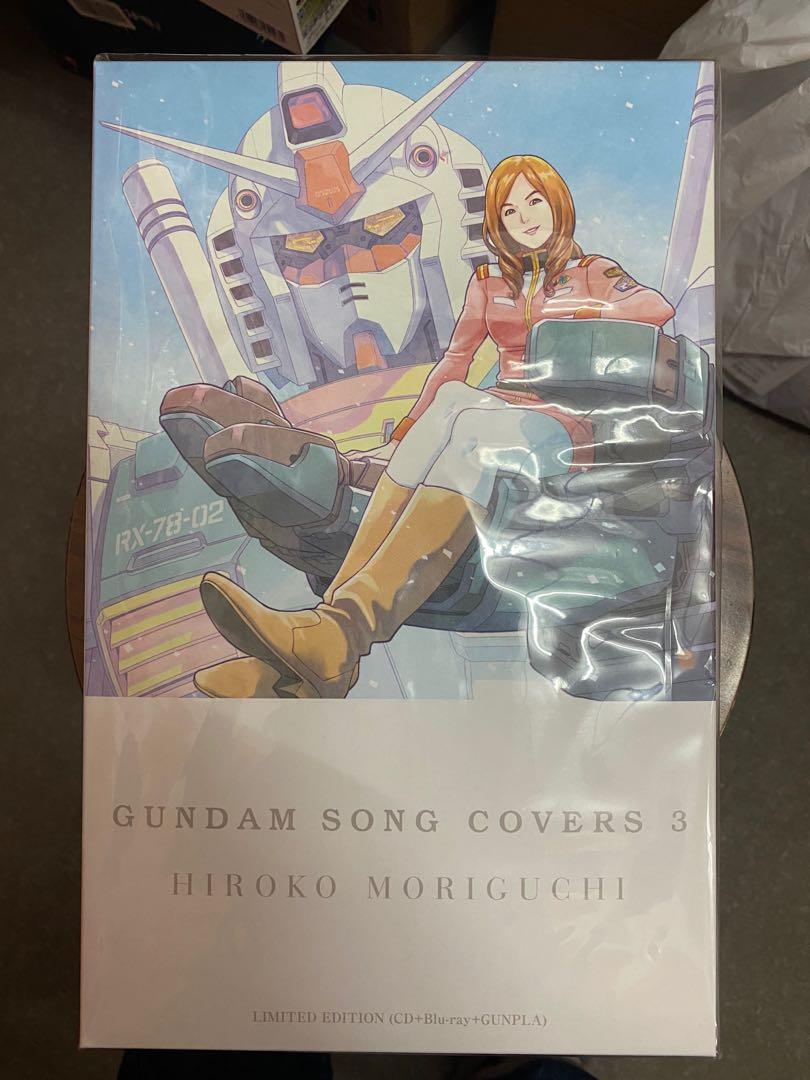 RX-78-02
GUNDAM SONG COVERS 3
HIROKO MORIGUCHI
LIMITED EDITION (CD+Blu-ray+GUNPLA)